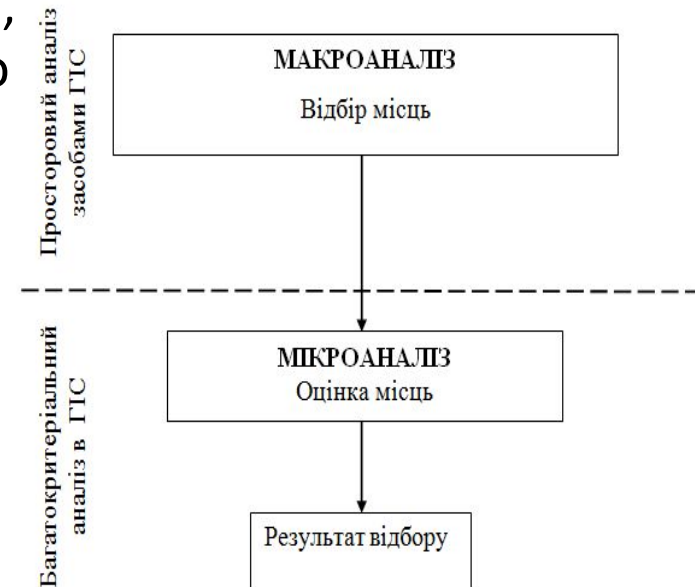 ,
Просторовий аналіз
засобами ГІС
МАКРОАНАЛІЗ
Відбір місць
Багатокритеріальний
аналіз в ГІС
МІКРОАНАЛІЗ
Оцінка місць
Результат відбору